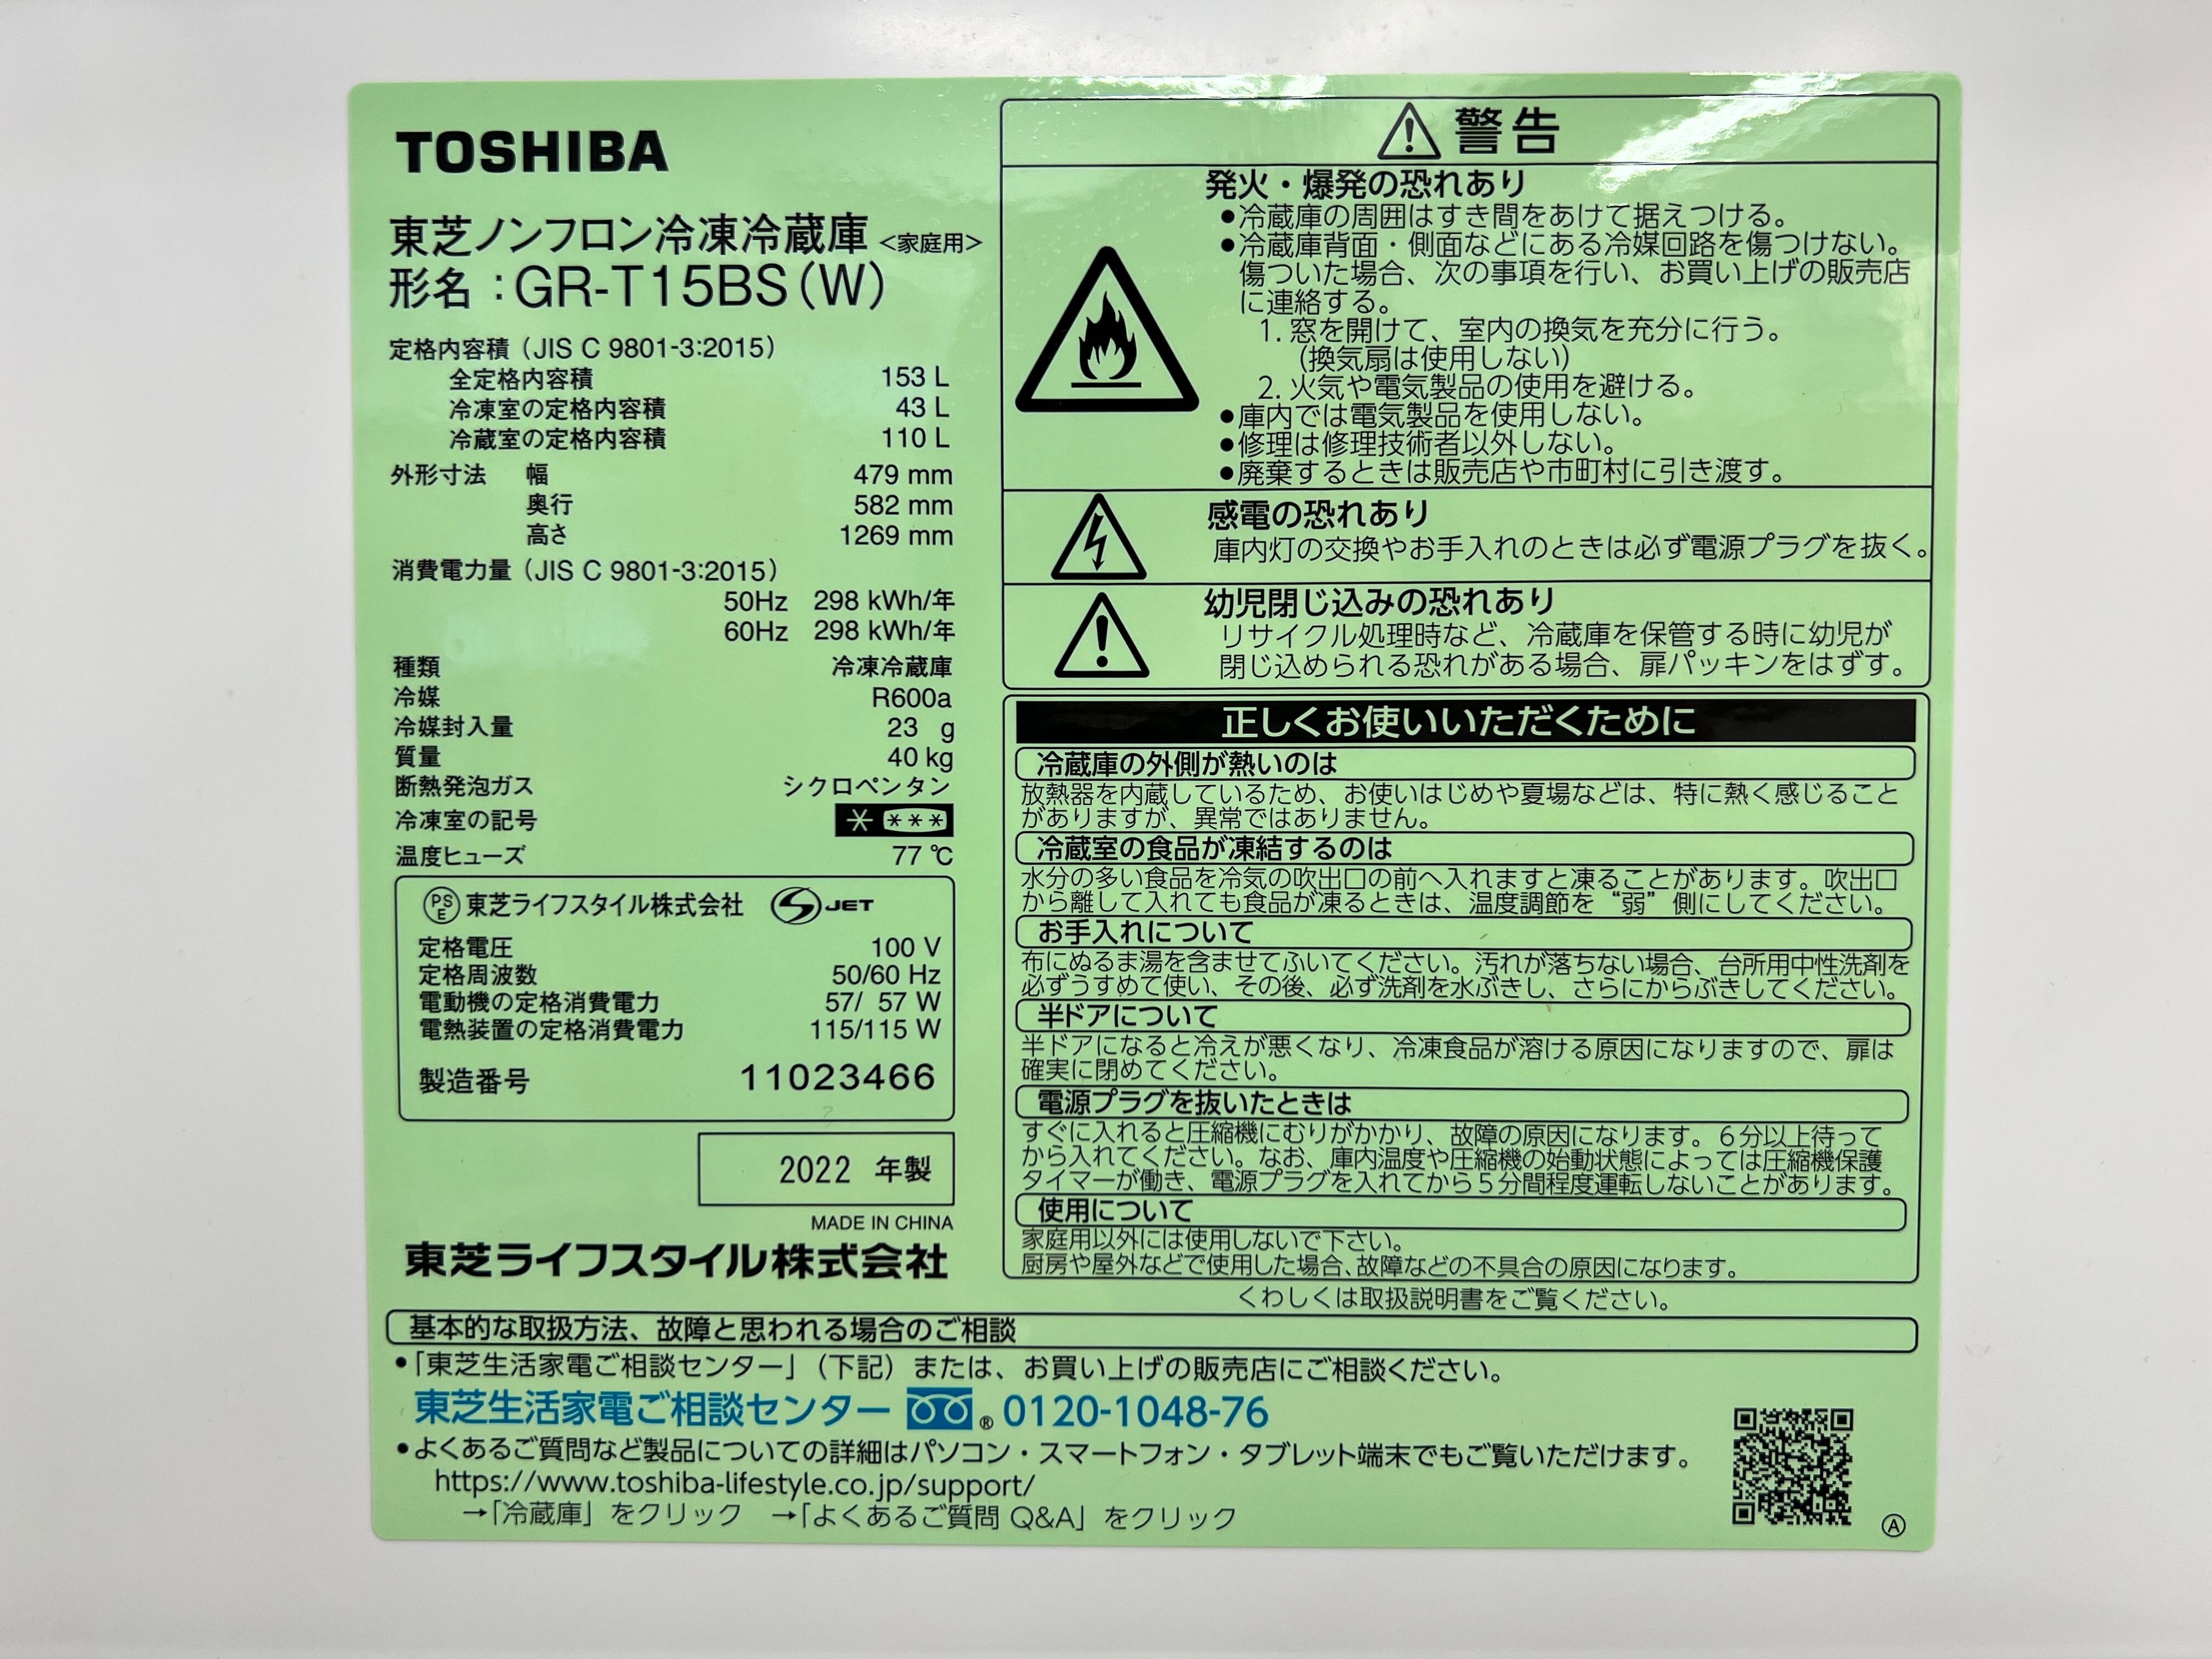 TOSHIBA
東芝ノンフロン冷凍冷蔵庫 <家庭用>
形名：GR-T15BS(W)
定格内容積（JIS C 9801-3:2015）
全定格内容積 153 L
冷凍室の定格内容積 43 L
冷蔵室の定格内容積 110 L
外形寸法 幅 479 mm
奥行 582 mm
高さ 1269 mm
消費電力量（JIS C 9801-3:2015）
50Hz 298 kWh/年
60Hz 298 kWh/年
種類 冷凍冷蔵庫
冷媒 R600a
冷媒封入量 23 g
質量 40 kg
断熱発泡ガス シクロペンタン
冷凍室の記号 * ***
温度ヒューズ 77 ℃
PSE 東芝ライフスタイル株式会社 S JET
定格電圧 100 V
定格周波数 50/60 Hz
電動機の定格消費電力 57/ 57 W
電熱装置の定格消費電力 115/115 W
製造番号 11023466
2022 年製
MADE IN CHINA
東芝ライフスタイル株式会社
警告
発火・爆発の恐れあり
●冷蔵庫の周囲はすき間をあけて据えつける。
●冷蔵庫背面・側面などにある冷媒回路を傷つけない。
傷ついた場合、次の事項を行い、お買い上げの販売店
に連絡する。
1. 窓を開けて、室内の換気を充分に行う。
(換気扇は使用しない)
2. 火気や電気製品の使用を避ける。
●庫内では電気製品を使用しない。
●修理は修理技術者以外しない。
●廃棄するときは販売店や市町村に引き渡す。
感電の恐れあり
庫内灯の交換やお手入れのときは必ず電源プラグを抜く。
幼児閉じ込みの恐れあり
リサイクル処理時など、冷蔵庫を保管する時に幼児が
閉じ込められる恐れがある場合、扉パッキンをはずす。
正しくお使いいただくために
冷蔵庫の外側が熱いのは
放熱器を内蔵しているため、お使いはじめや夏場などは、特に熱く感じること
がありますが、異常ではありません。
冷蔵室の食品が凍結するのは
水分の多い食品を冷気の吹出口の前へ入れますと凍ることがあります。吹出口
から離して入れても食品が凍るときは、温度調節を“弱”側にしてください。
お手入れについて
布にぬるま湯を含ませてふいてください。汚れが落ちない場合、台所用中性洗剤を
必ずうすめて使い、その後、必ず洗剤を水ぶきし、さらにからぶきしてください。
半ドアについて
半ドアになると冷えが悪くなり、冷凍食品が溶ける原因になりますので、扉は
確実に閉めてください。
電源プラグを抜いたときは
すぐに入れると圧縮機にむりがかかり、故障の原因になります。６分以上待って
から入れてください。なお、庫内温度や圧縮機の始動状態によっては圧縮機保護
タイマーが働き、電源プラグを入れてから５分間程度運転しないことがあります。
使用について
家庭用以外には使用しないで下さい。
厨房や屋外などで使用した場合、故障などの不具合の原因になります。
くわしくは取扱説明書をご覧ください。
基本的な取扱方法、故障と思われる場合のご相談
●「東芝生活家電ご相談センター」（下記）または、お買い上げの販売店にご相談ください。
東芝生活家電ご相談センター ® 0120-1048-76
●よくあるご質問など製品についての詳細はパソコン・スマートフォン・タブレット端末でもご覧いただけます。
https://www.toshiba-lifestyle.co.jp/support/
→「冷蔵庫」をクリック →「よくあるご質問 Q&A」をクリック
Ⓐ